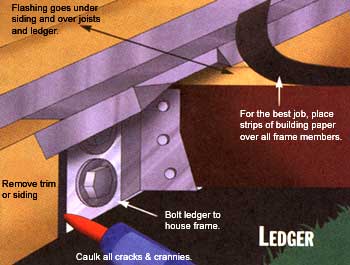 Flashing goes under
siding and over joists
and ledger.
For the best job, place
strips of building paper
over all frame members.
Remove trim
or siding
Bolt ledger to
house frame.
LEDGER
Caulk all cracks & crannies.